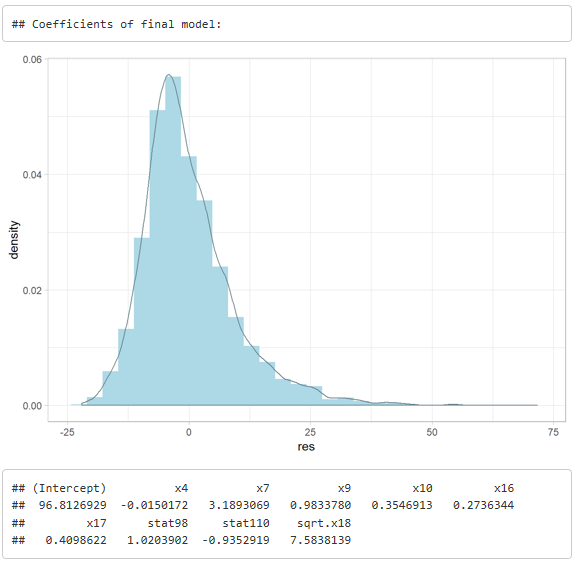 ## Coefficients of final model:
0.06
0.04
0.02
0.00
density
-25 0 25 50 75
res
## (Intercept) x4 x7 x9 x10 x16
## 96.8126929 -0.0150172 3.1893069 0.9833780 0.3546913 0.2736344
## x17 stat98 stat110 sqrt.x18
## 0.4098622 1.0203902 -0.9352919 7.5838139